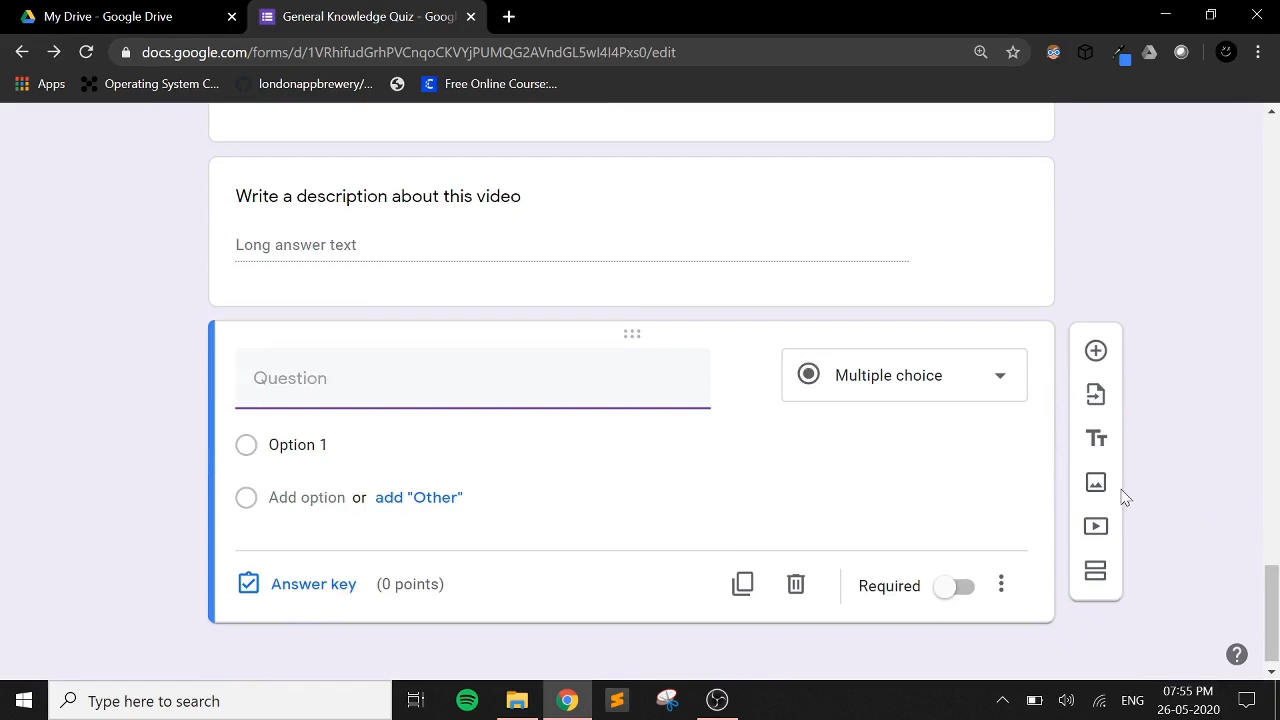 My Drive - Google Drive
General Knowledge Quiz - Googl
docs.google.com/forms/d/1VRhifudGrhPVCnqoCKVYjPUMQG2AVndGL5wl4l4Pxs0/edit
Apps
Operating System C...
londonappbrewery/...
Free Online Course:...
Write a description about this video
Long answer text
Question
Multiple choice
Option 1
Add option or add "Other"
Answer key (0 points)
Required
Type here to search
ENG
07:55 PM
26-05-2020